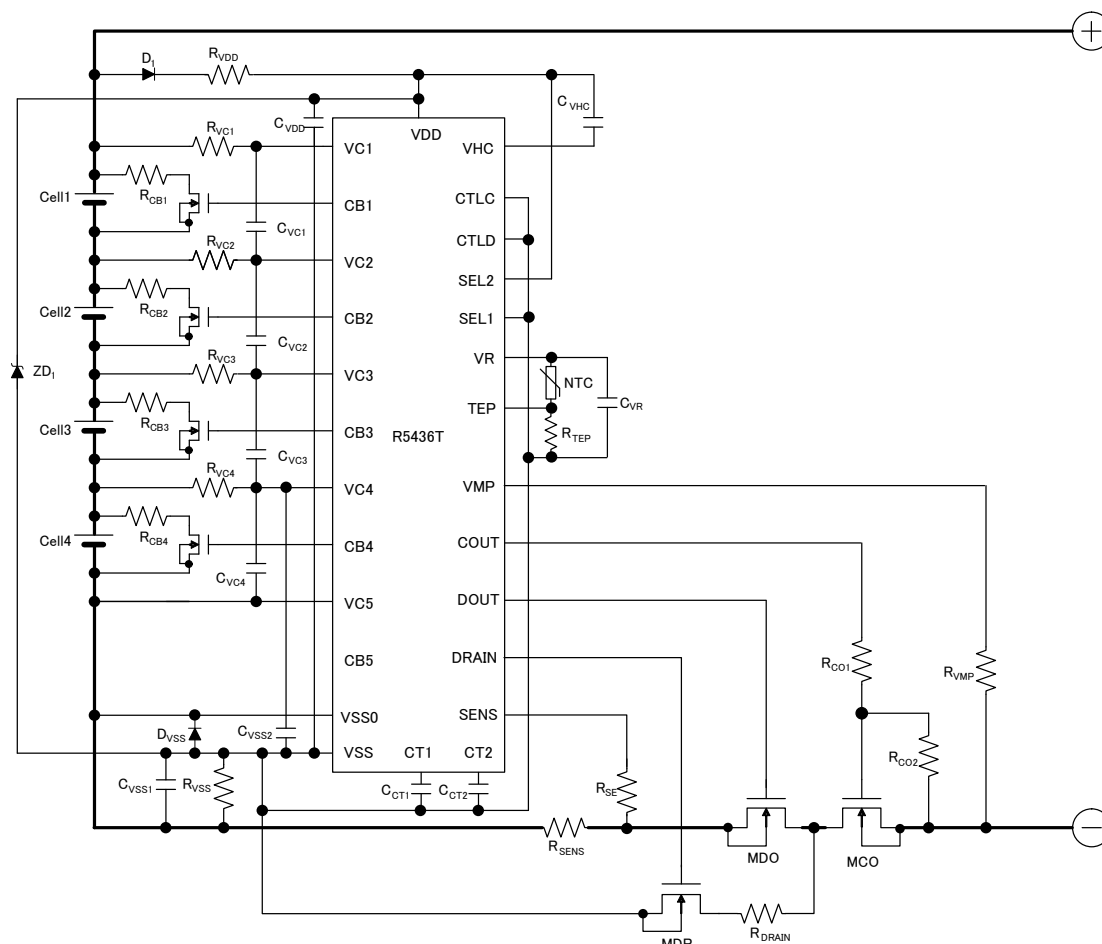 D1
RVDD
CVHC
CVDD
VDD
RVC1
VC1
VHC
RCB1
Cell1
CB1
CTLC
CVC1
RVC2
CTLD
VC2
SEL2
RCB2
Cell2
CB2
SEL1
CVC2
RVC3
VR
ZD1
VC3
NTC
CVR
TEP
RCB3
Cell3
CB3
R5436T
RTEP
CVC3
RVC4
VC4
VMP
RCB4
Cell4
CB4
COUT
CVC4
VC5
DOUT
CB5
DRAIN
RCO1
RVMP
VSS0
SENS
DVSS
CVSS2
VSS
CT1
CT2
RCO2
CVSS1
RVSS
CCT1
CCT2
RSE
RSENS
MDO
MCO
RDRAIN